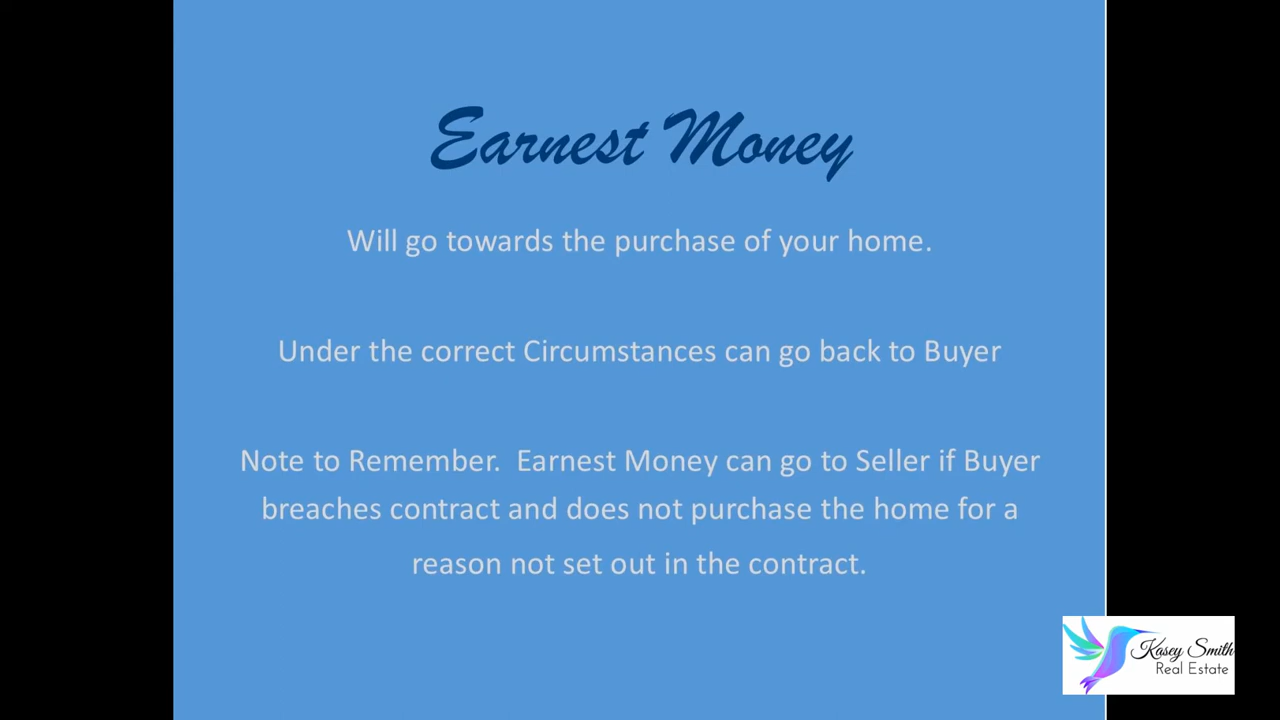 Earnest Money
Will go towards the purchase of your home.
Under the correct Circumstances can go back to Buyer
Note to Remember.  Earnest Money can go to Seller if Buyer
breaches contract and does not purchase the home for a
reason not set out in the contract.
Kasey Smith
Real Estate